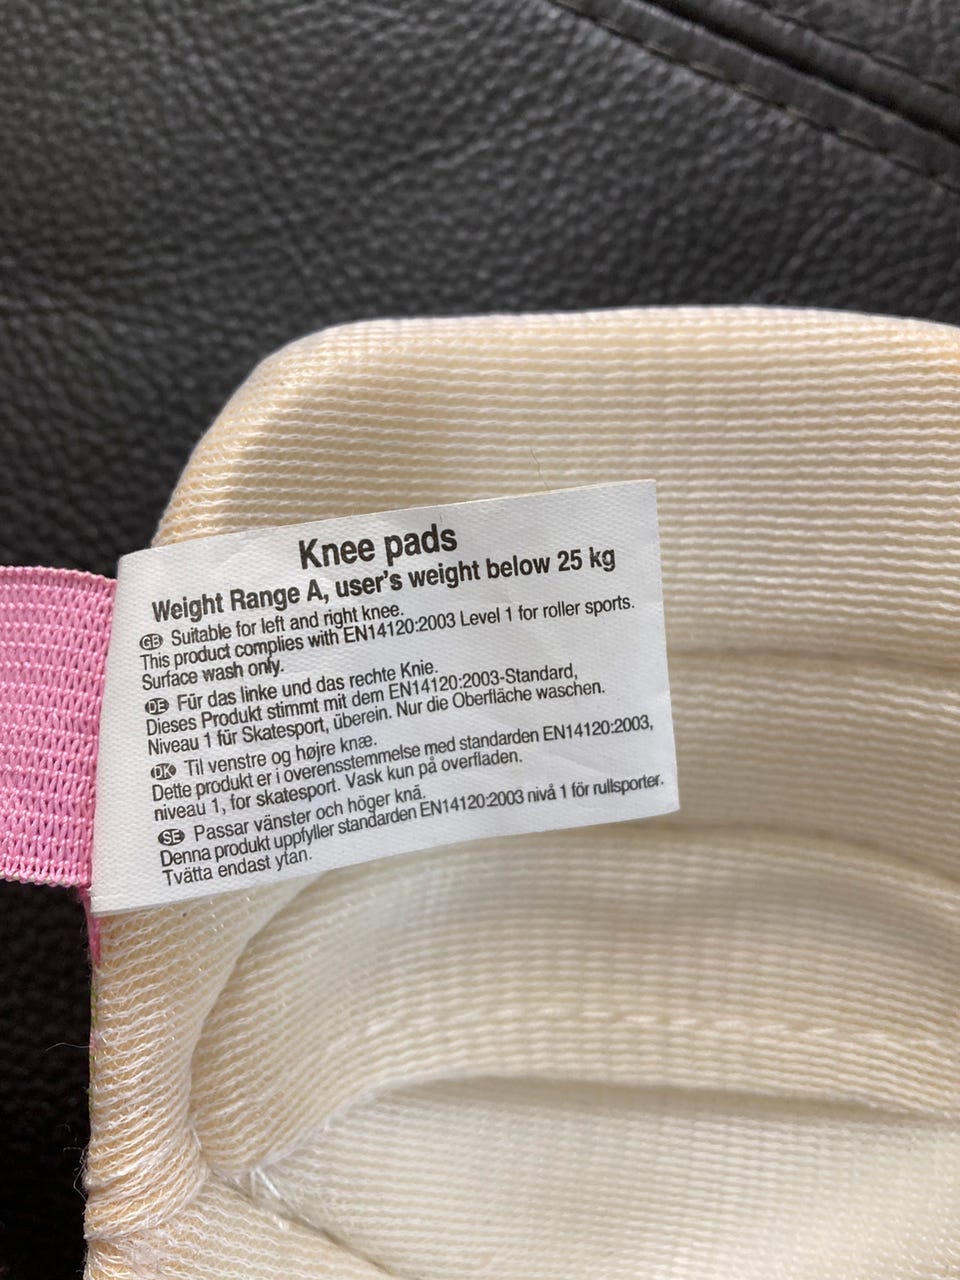 Knee pads
Weight Range A, user's weight below 25 kg
GB Suitable for left and right knee.
This product complies with EN14120:2003 Level 1 for roller sports.
Surface wash only.
DE Für das linke und das rechte Knie.
Dieses Produkt stimmt mit dem EN14120:2003-Standard,
Niveau 1 für Skatesport, überein. Nur die Oberfläche waschen.
DK Til venstre og højre knæ.
Dette produkt er i overensstemmelse med standarden EN14120:2003,
niveau 1, for skatesport. Vask kun på overfladen.
SE Passar vänster och höger knä.
Denna produkt uppfyller standarden EN14120:2003 nivå 1 för rullsporter.
Tvätta endast ytan.